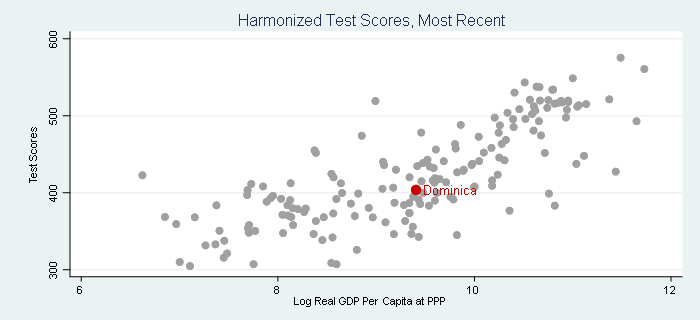 Harmonized Test Scores, Most Recent
600
500
400
300
Test Scores
Dominica
6
8
10
12
Log Real GDP Per Capita at PPP